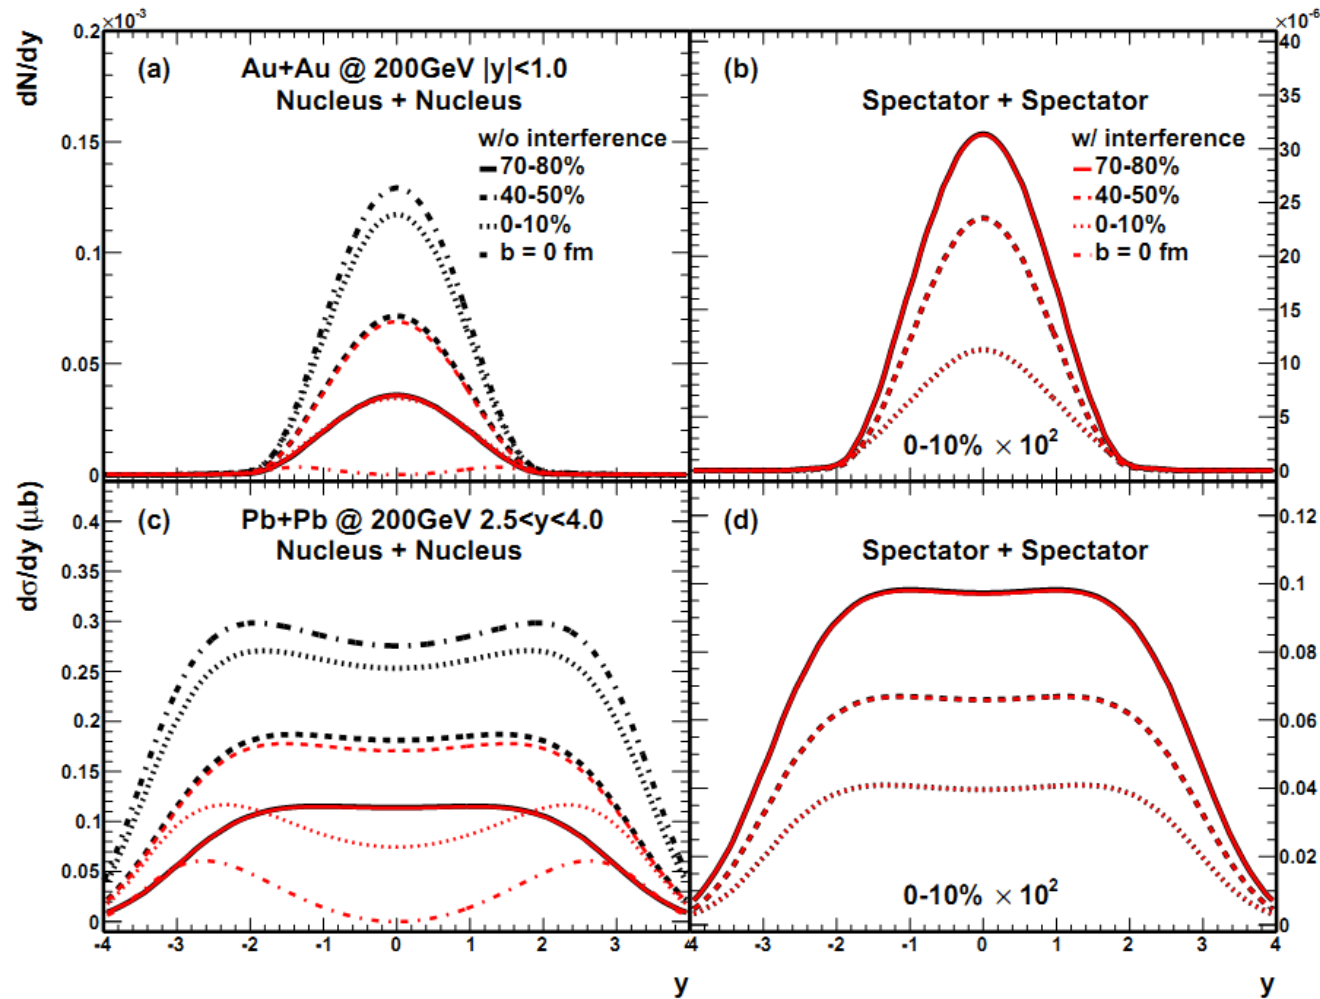 ×10⁻³
0.2
0.15
0.1
0.05
0
dN/dy
(a)
Au+Au @ 200GeV |y|<1.0
Nucleus + Nucleus
w/o interference
70-80%
40-50%
0-10%
b = 0 fm
×10⁻⁶
40
35
30
25
20
15
10
5
0
(b)
Spectator + Spectator
w/ interference
70-80%
40-50%
0-10%
b = 0 fm
0-10% × 10²
dσ/dy (μb)
0.4
0.35
0.3
0.25
0.2
0.15
0.1
0.05
0
(c)
Pb+Pb @ 200GeV 2.5<y<4.0
Nucleus + Nucleus
-4 -3 -2 -1 0 1 2 3 4
y
(d)
Spectator + Spectator
0-10% × 10²
0.12
0.1
0.08
0.06
0.04
0.02
0
-3 -2 -1 0 1 2 3 4
y